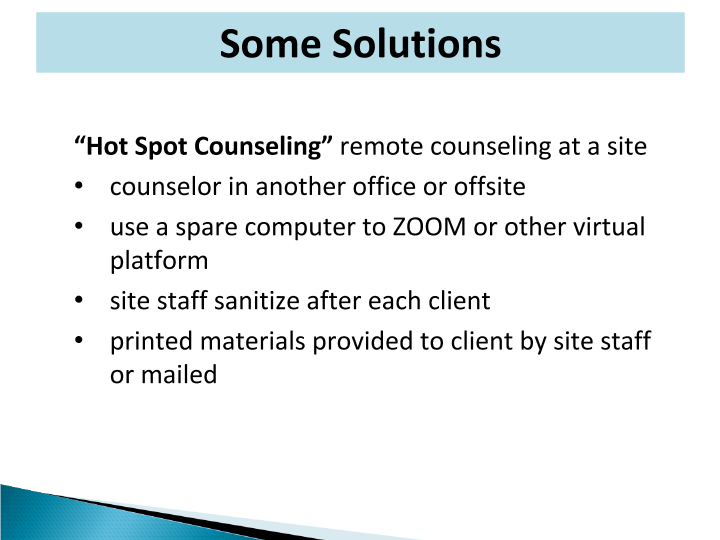 Some Solutions
“Hot Spot Counseling” remote counseling at a site
• counselor in another office or offsite
• use a spare computer to ZOOM or other virtual
platform
• site staff sanitize after each client
• printed materials provided to client by site staff
or mailed